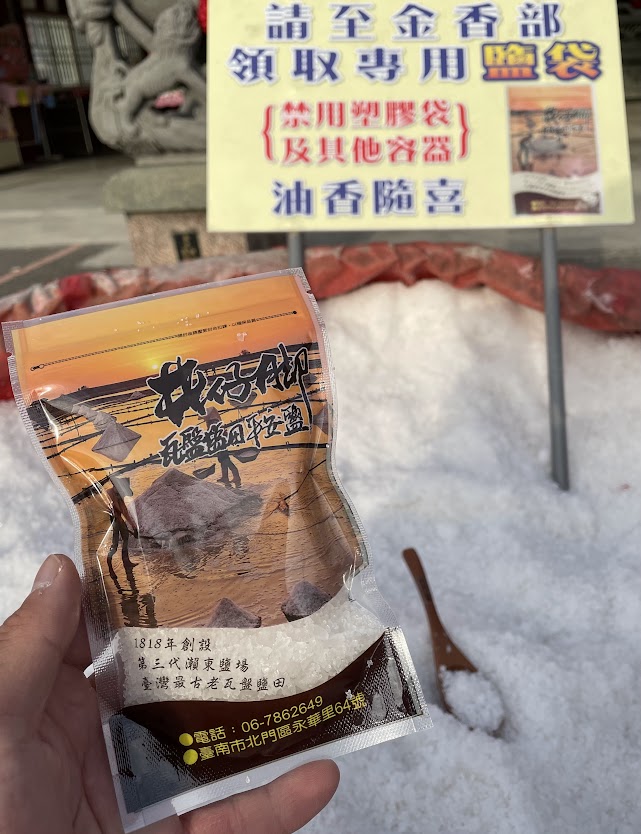 請至金香部
領取專用鹽袋
{禁用塑膠袋
及其他容器}
油香隨喜
井仔腳
瓦盤鹽田平安鹽
1818年創設
第三代瀨東鹽場
臺灣最古老瓦盤鹽田
電話：06-7862649
臺南市北門區永華里64號